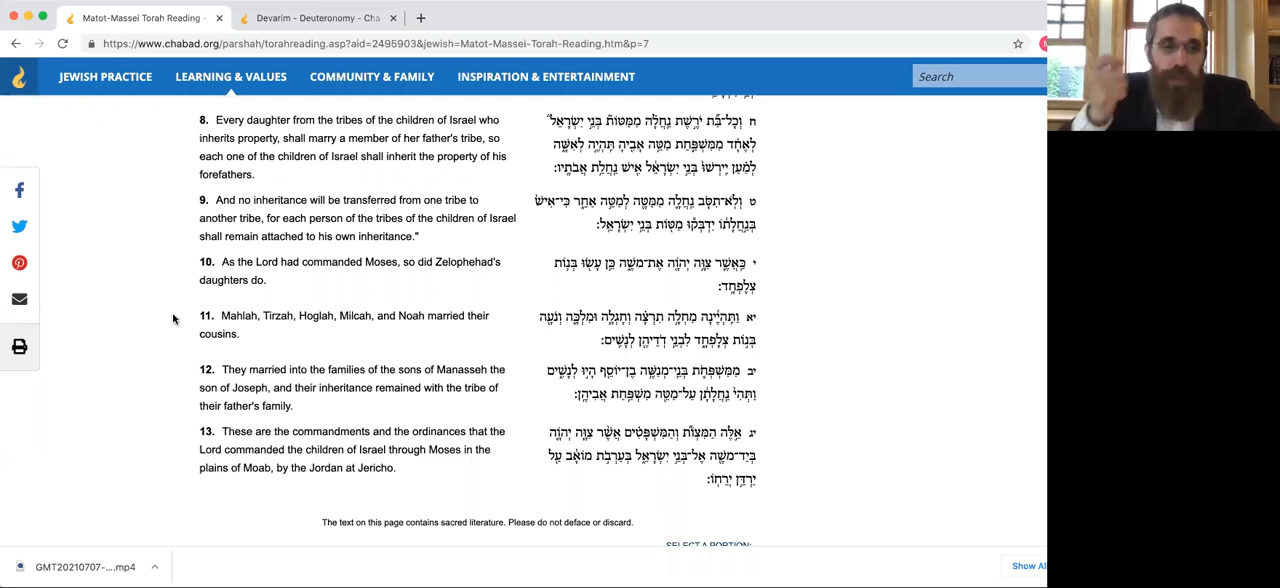 Matot-Massei Torah Reading -
Devarim - Deuteronomy - Cha
https://www.chabad.org/parshah/torahreading.asp?aid=2495903&jewish=Matot-Massei-Torah-Reading.htm&p=7
JEWISH PRACTICE LEARNING & VALUES COMMUNITY & FAMILY INSPIRATION & ENTERTAINMENT Search
8. Every daughter from the tribes of the children of Israel who
inherits property, shall marry a member of her father's tribe, so
each one of the children of Israel shall inherit the property of his
forefathers.
ח וְכָל־בַּ֞ת יֹרֶ֣שֶׁת נַֽחֲלָ֗ה מִמַּטּוֹת֘ בְּנֵ֣י יִשְׂרָאֵל֒
לְאֶחָ֗ד מִמִּשְׁפַּ֛חַת מַטֵּ֥ה אָבִ֖יהָ תִּֽהְיֶ֣ה לְאִשָּׁ֑ה
לְמַ֗עַן יִֽירְשׁוּ֙ בְּנֵ֣י יִשְׂרָאֵ֔ל אִ֖ישׁ נַֽחֲלַ֥ת אֲבֹתָֽיו:
9. And no inheritance will be transferred from one tribe to
another tribe, for each person of the tribes of the children of Israel
shall remain attached to his own inheritance."
ט וְלֹֽא־תִסֹּ֧ב נַֽחֲלָ֛ה מִמַּטֶּ֖ה לְמַטֶּ֣ה אַחֵ֑ר כִּי־אִישׁ֙
בְּנַ֣חֲלָת֔וֹ יִדְבְּק֕וּ מַטּ֖וֹת בְּנֵ֥י יִשְׂרָאֵֽל:
10. As the Lord had commanded Moses, so did Zelophehad's
daughters do.
י כַּֽאֲשֶׁ֛ר צִוָּ֥ה יְהֹוָ֖ה אֶת־משֶׁ֑ה כֵּ֥ן עָשׂ֖וּ בְּנ֥וֹת
צְלָפְחָֽד:
11. Mahlah, Tirzah, Hoglah, Milcah, and Noah married their
cousins.
יא וַתִּֽהְיֶ֜ינָה מַחְלָ֣ה תִרְצָ֗ה וְחָגְלָ֧ה וּמִלְכָּ֛ה וְנֹעָ֖ה
בְּנ֣וֹת צְלָפְחָ֑ד לִבְנֵ֥י דֹֽדֵיהֶ֖ן לְנָשִֽׁים:
12. They married into the families of the sons of Manasseh the
son of Joseph, and their inheritance remained with the tribe of
their father's family.
יב מִמִּשְׁפְּחֹ֛ת בְּנֵֽי־מְנַשֶּׁ֥ה בֶן־יוֹסֵ֖ף הָי֣וּ לְנָשִׁ֑ים
וַתְּהִי֙ נַֽחֲלָתָ֔ן עַל־מַטֵּ֖ה מִשְׁפַּ֥חַת אֲבִיהֶֽן:
13. These are the commandments and the ordinances that the
Lord commanded the children of Israel through Moses in the
plains of Moab, by the Jordan at Jericho.
יג אֵ֣לֶּה הַמִּצְוֹ֞ת וְהַמִּשְׁפָּטִ֗ים אֲשֶׁ֨ר צִוָּ֧ה יְהֹוָ֛ה
בְּיַד־משֶׁ֖ה אֶל־בְּנֵ֣י יִשְׂרָאֵ֑ל בְּעַרְבֹ֣ת מוֹאָ֔ב עַ֖ל
יַרְדֵּ֥ן יְרֵחֽוֹ:
The text on this page contains sacred literature. Please do not deface or discard.
SELECT A PORTION:
GMT20210707-....mp4
Show Al